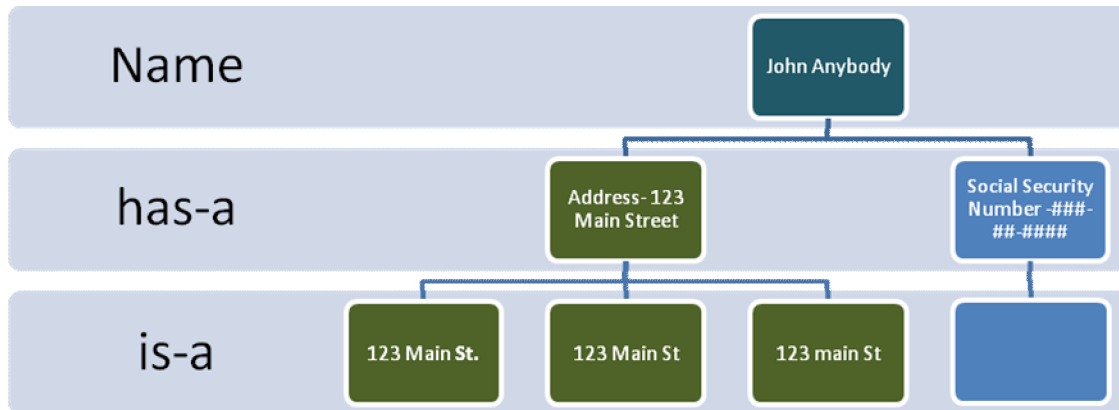 Name
John Anybody
has-a
Address- 123
Main Street
Social Security
Number -###-
##-####
is-a
123 Main St.
123 Main St
123 main St